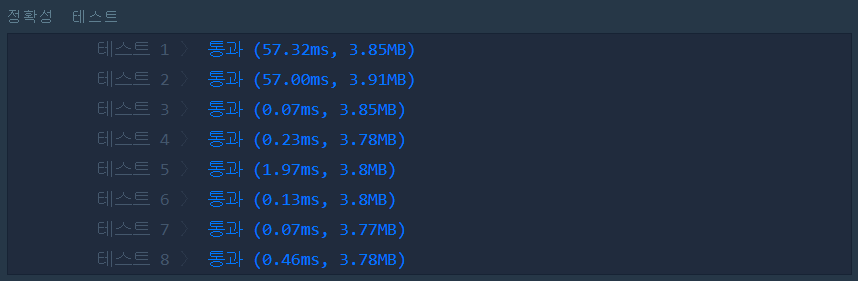 정확성 테스트
테스트 1 〉 통과 (57.32ms, 3.85MB)
테스트 2 〉 통과 (57.00ms, 3.91MB)
테스트 3 〉 통과 (0.07ms, 3.85MB)
테스트 4 〉 통과 (0.23ms, 3.78MB)
테스트 5 〉 통과 (1.97ms, 3.8MB)
테스트 6 〉 통과 (0.13ms, 3.8MB)
테스트 7 〉 통과 (0.07ms, 3.77MB)
테스트 8 〉 통과 (0.46ms, 3.78MB)